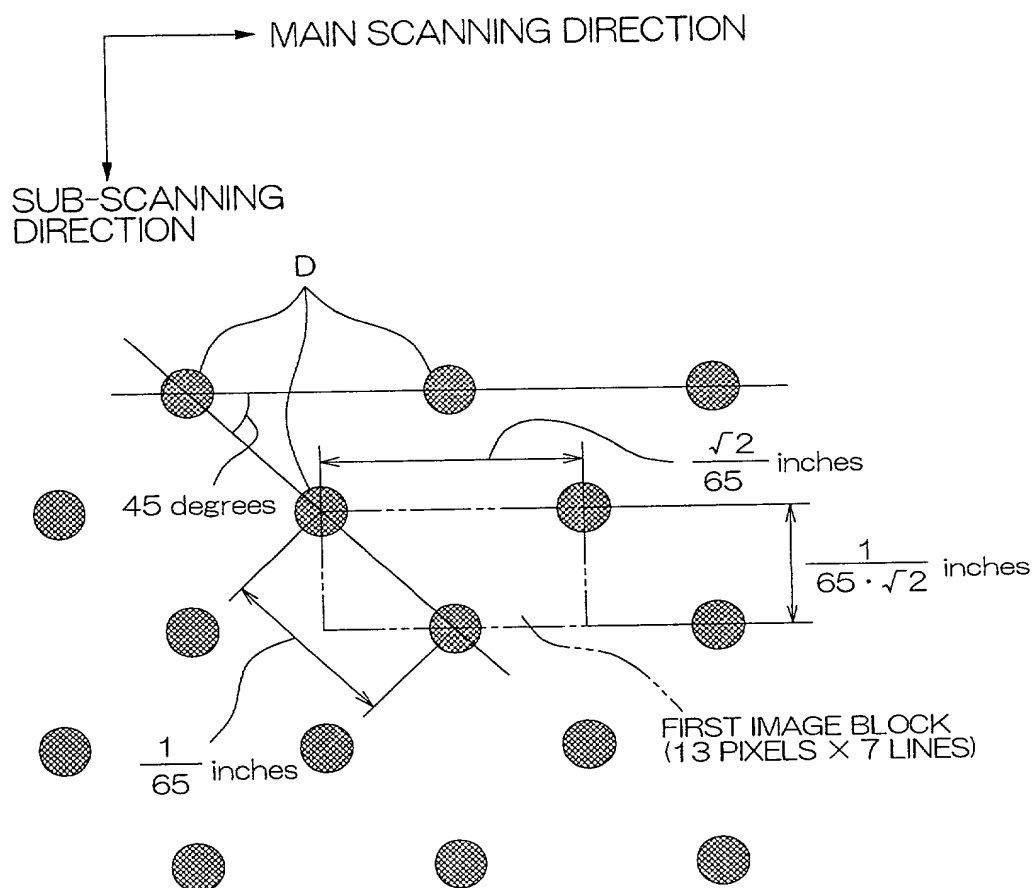 MAIN SCANNING DIRECTION
SUB-SCANNING
DIRECTION
D
√2
65
inches
45 degrees
1
65 · √2
inches
1
65
inches
FIRST IMAGE BLOCK
(13 PIXELS × 7 LINES)